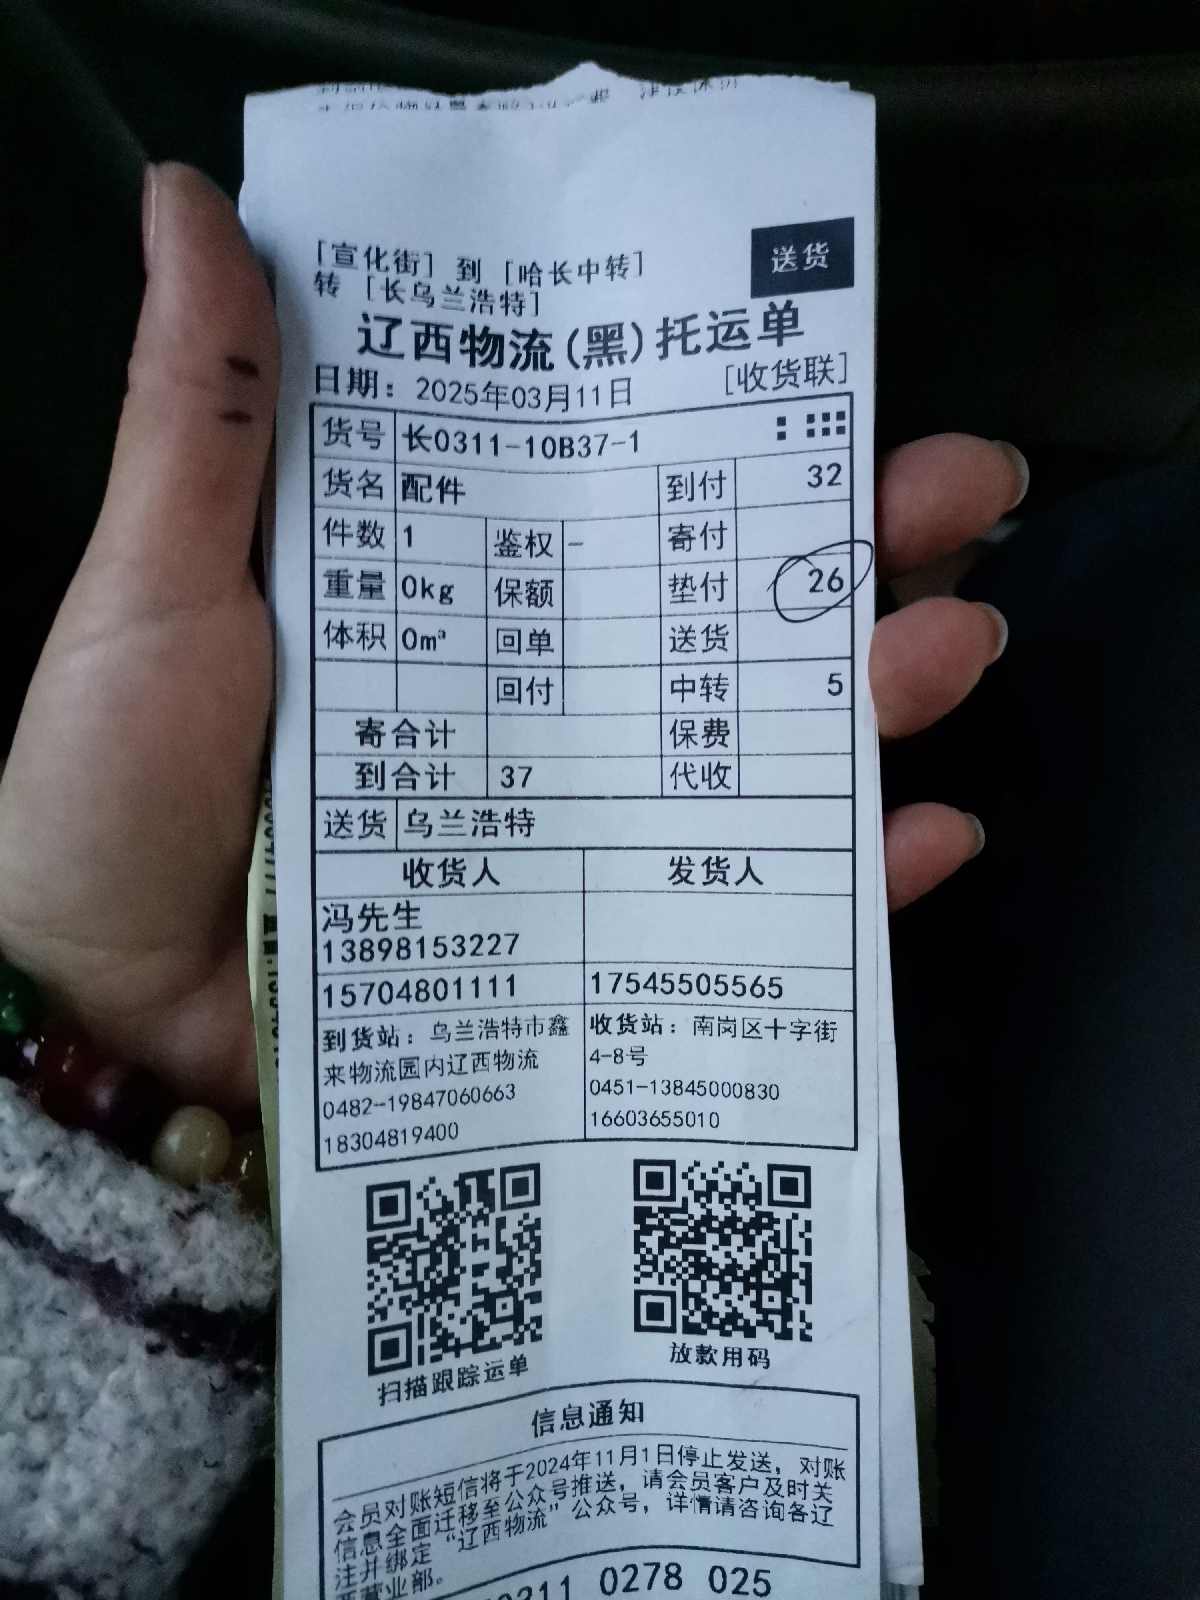 [宣化街] 到 [哈长中转]
转 [长乌兰浩特]
送货
辽西物流(黑)托运单
日期: 2025年03月11日 [收货联]
货号 长0311-10B37-1
货名 配件 到付 32
件数 1 鉴权 - 寄付
重量 0kg 保额 垫付 26
体积 0m³ 回单 送货
回付 中转 5
寄合计 保费
到合计 37 代收
送货 乌兰浩特
收货人 发货人
冯先生
13898153227
15704801111 17545505565
到货站: 乌兰浩特市鑫
来物流园内辽西物流
0482-19847060663
18304819400
收货站: 南岗区十字街
4-8号
0451-13845000830
16603655010
扫描跟踪运单 放款用码
信息通知
会员对账短信将于2024年11月1日停止发送, 对账
信息全面迁移至公众号推送, 请会员客户及时关
注并绑定“辽西物流”公众号, 详情请咨询各辽
西营业部。
0278 025